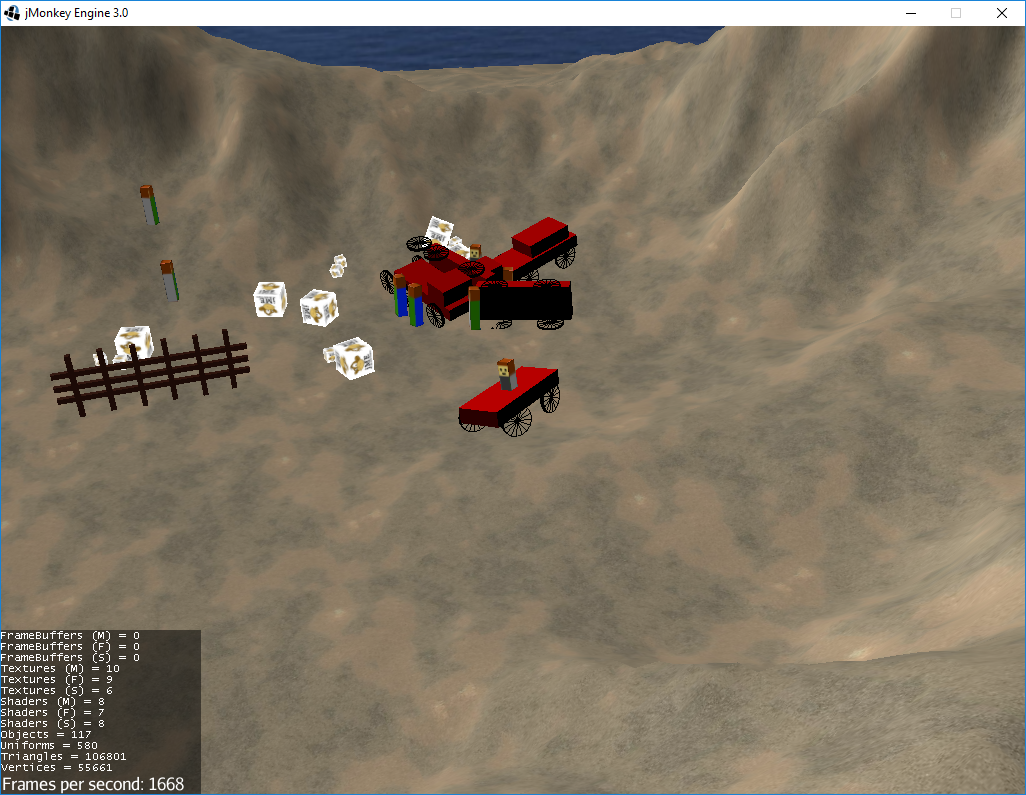 jMonkey Engine 3.0
JME
FrameBuffers (M) = 0
FrameBuffers (F) = 0
FrameBuffers (S) = 0
Textures (M) = 10
Textures (F) = 9
Textures (S) = 6
Shaders (M) = 8
Shaders (F) = 7
Shaders (S) = 8
Objects = 117
Uniforms = 580
Triangles = 106801
Vertices = 55661
Frames per second: 1668